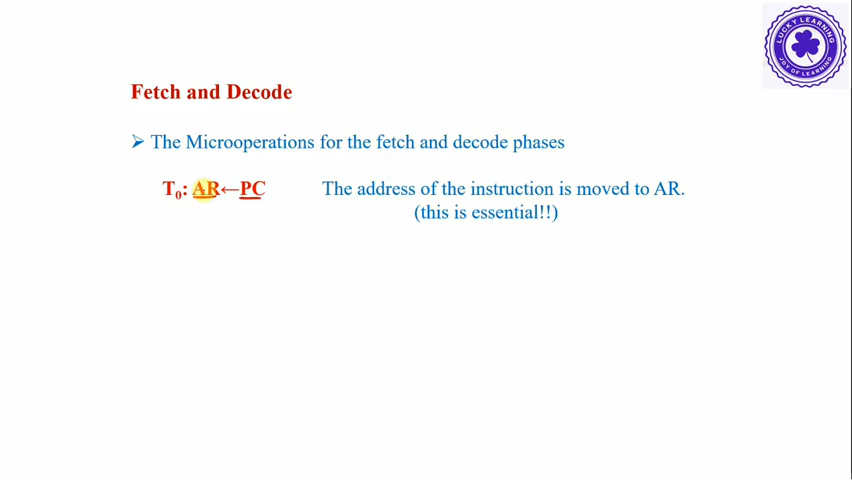 LUCKY LEARNING
JOY OF LEARNING
Fetch and Decode
➢ The Microoperations for the fetch and decode phases
T₀: AR←PC The address of the instruction is moved to AR.
(this is essential!!)